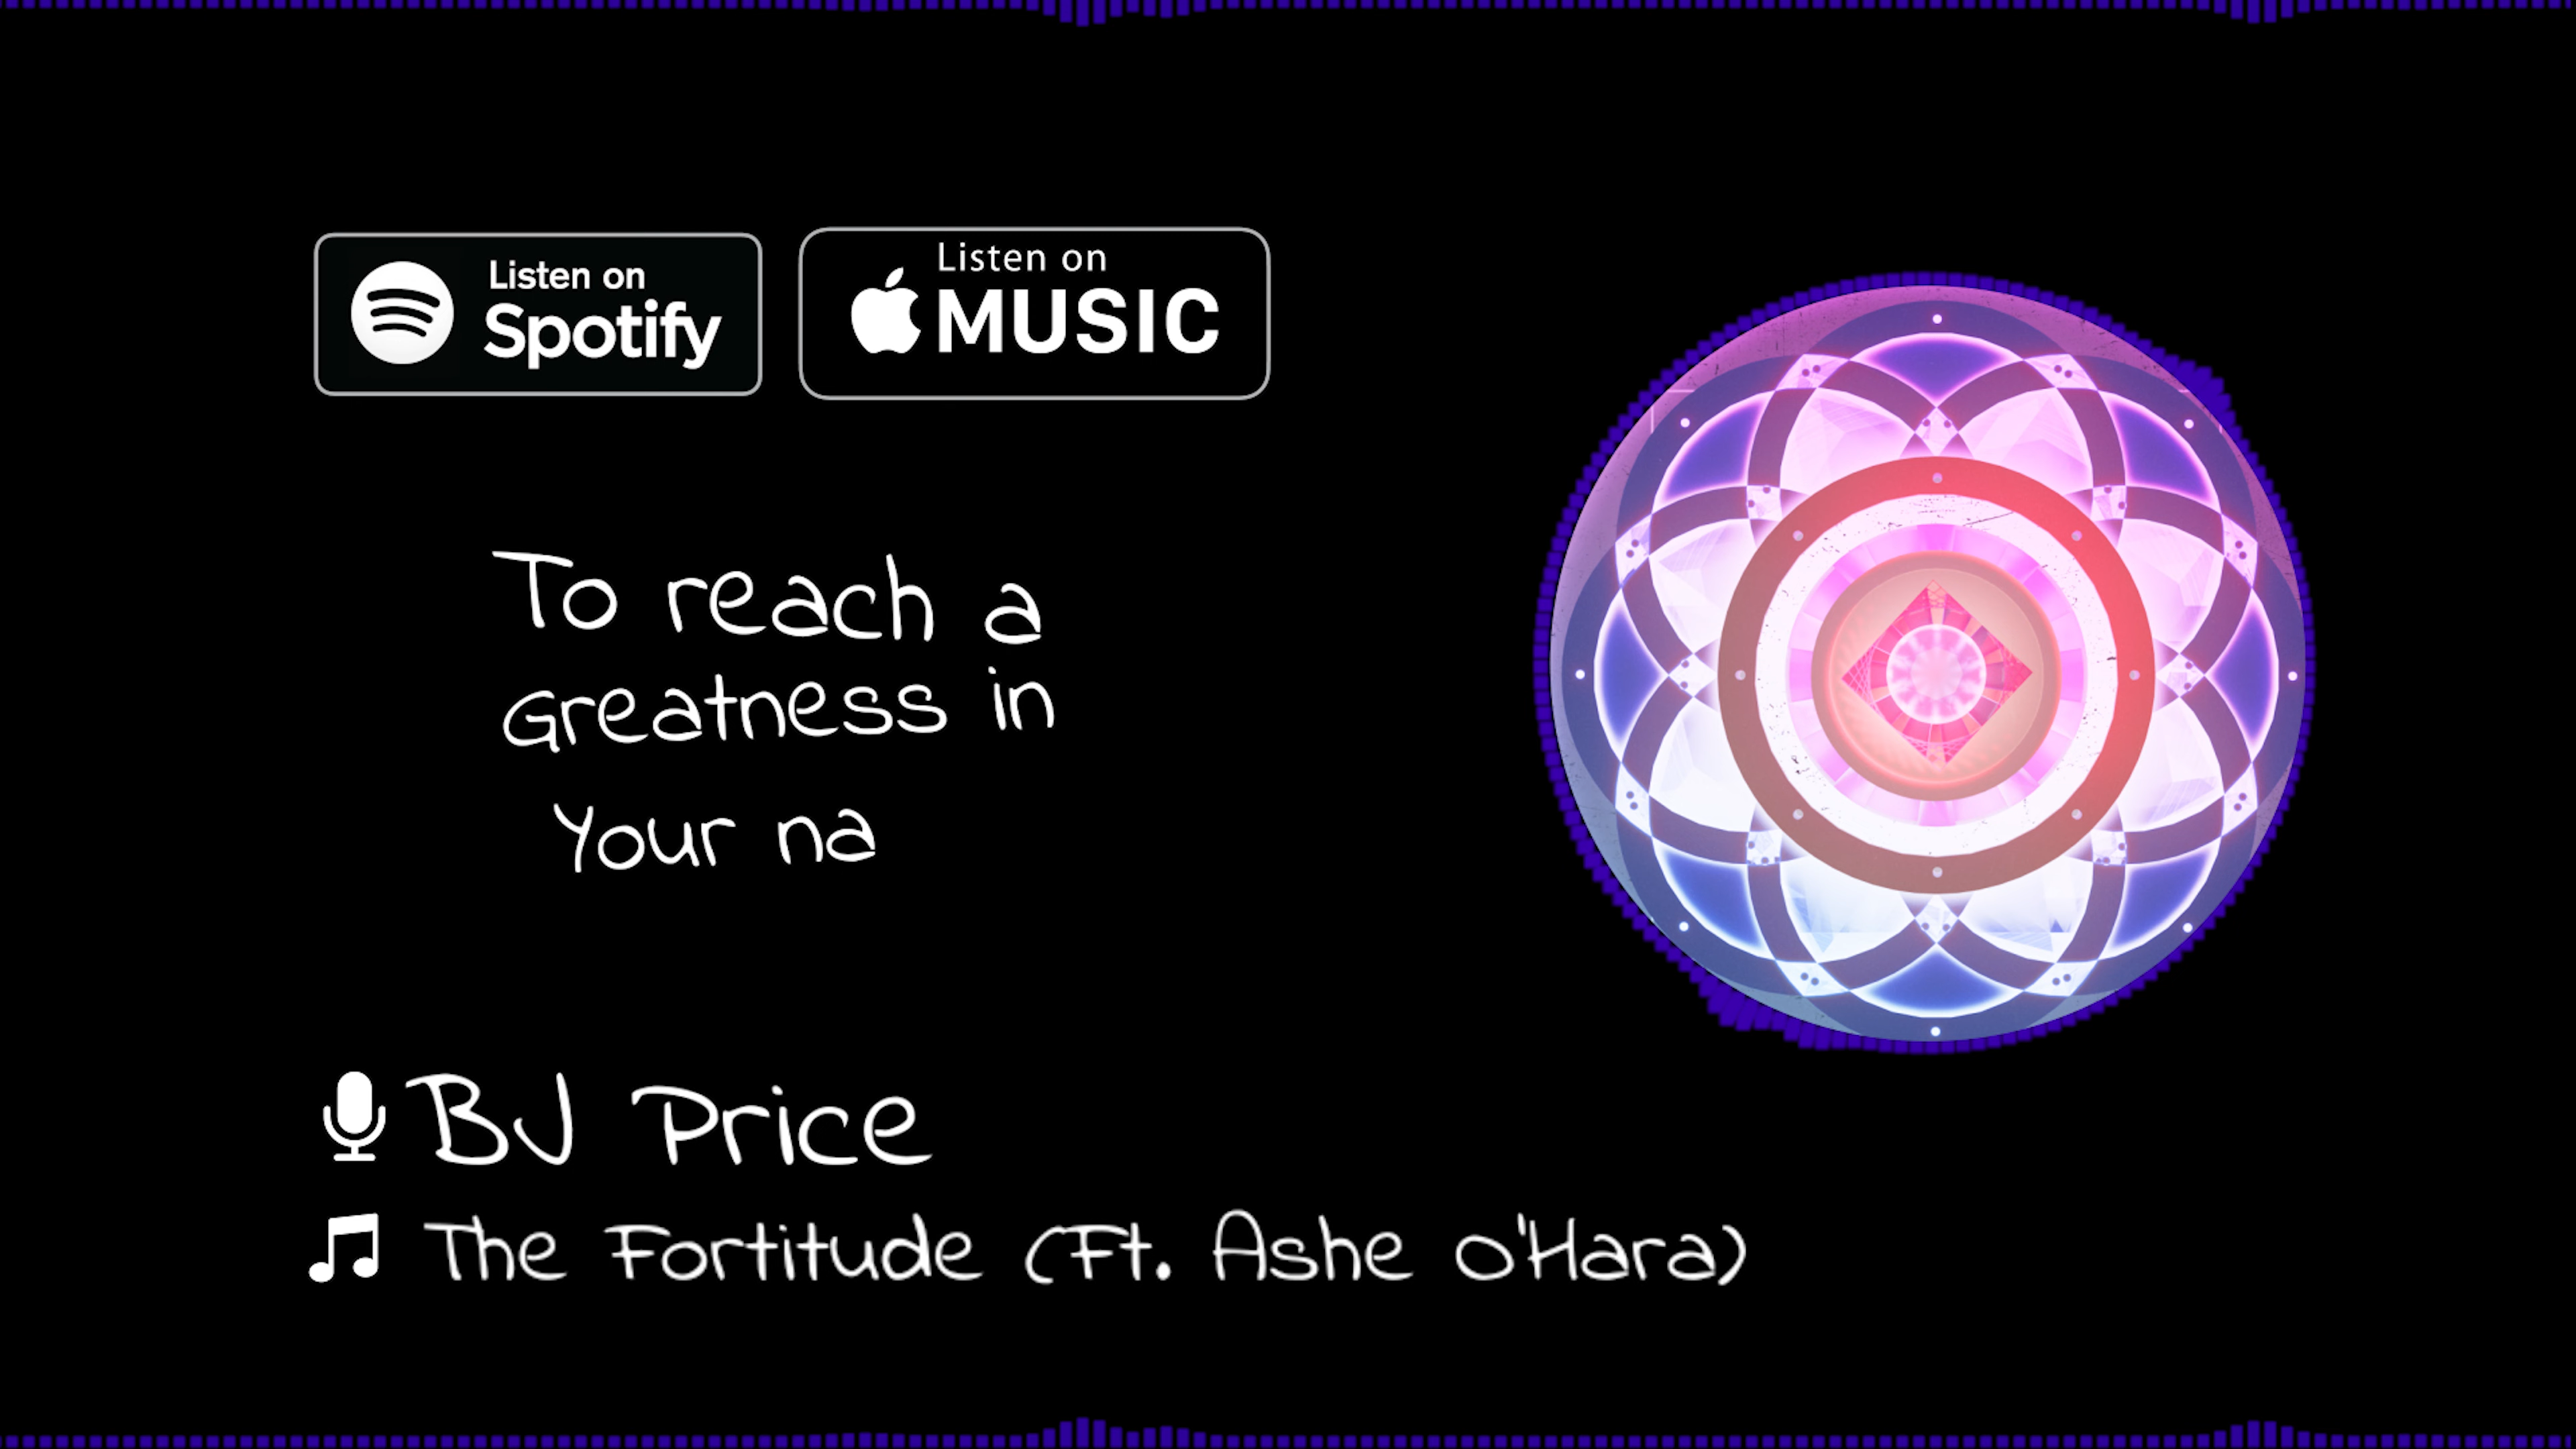 Listen on
Spotify
Listen on
MUSIC
To reach a
Greatness in
Your na
BJ Price
The Fortitude (Ft. Ashe O'Hara)